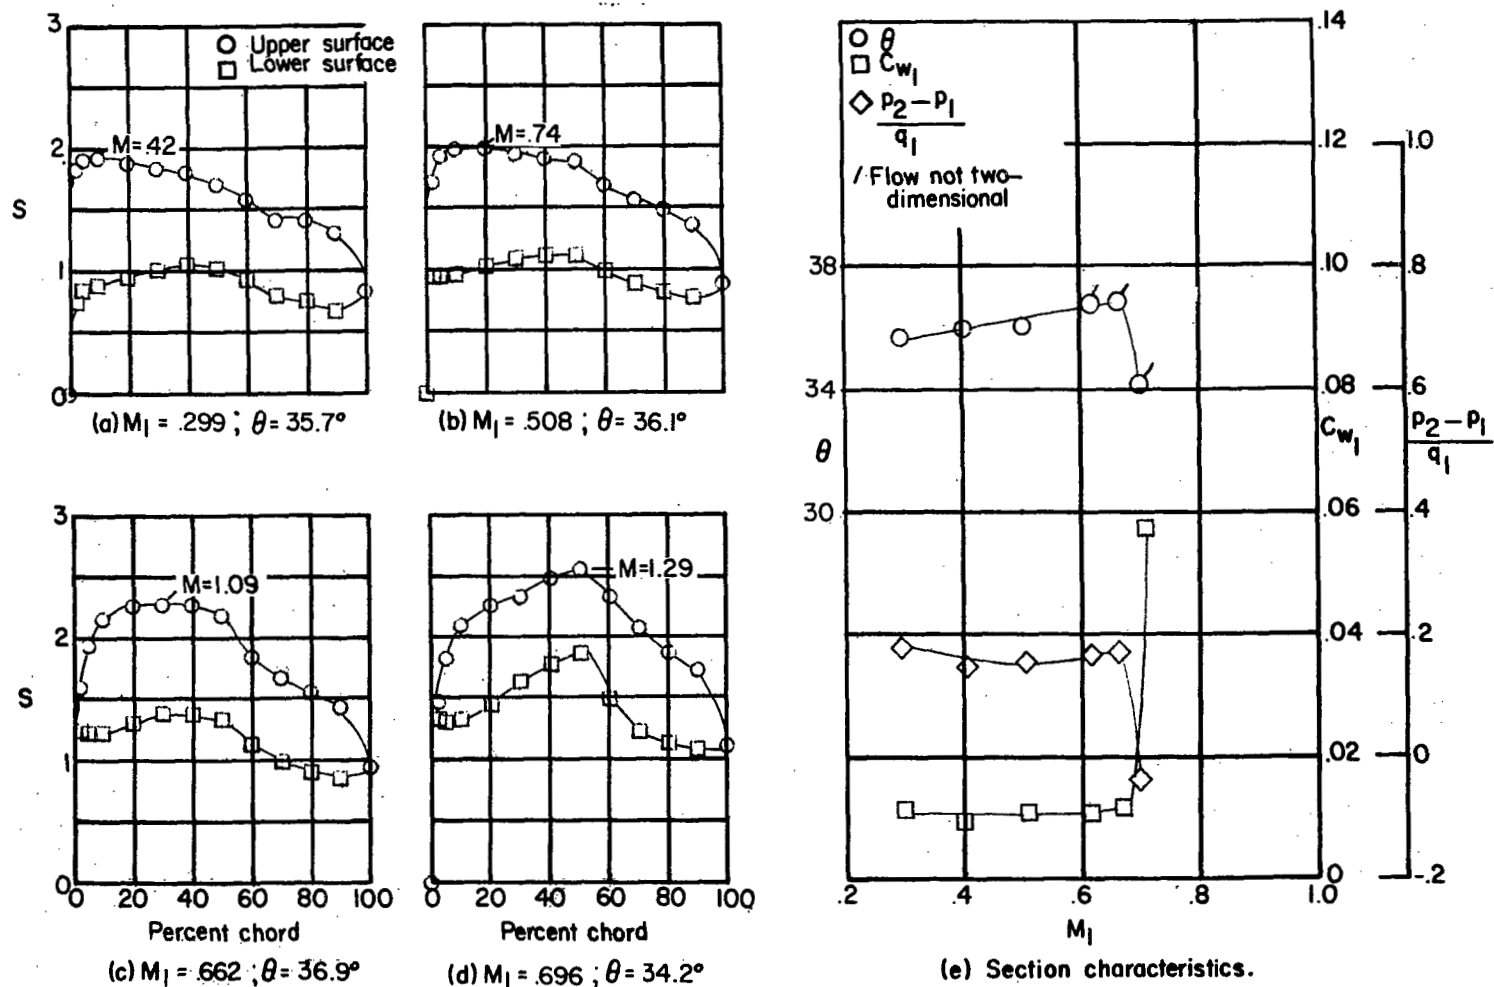 3
2
S
1
0
○ Upper surface
□ Lower surface
M=.42
(a) M₁ = .299 ; θ = 35.7°
M=.74
(b) M₁ = .508 ; θ = 36.1°
3
2
S
1
0
M=1.09
0 20 40 60 80 100
Percent chord
(c) M₁ = .662 ; θ = 36.9°
M=1.29
0 20 40 60 80 100
Percent chord
(d) M₁ = .696 ; θ = 34.2°
○ θ
□ Cw₁
◇ p₂ – p₁
q₁
/ Flow not two-
dimensional
38
34
θ
30
.14
.12
.10
.08
Cw₁
.06
.04
.02
0
1.0
.8
.6
p₂ – p₁
q₁
.4
.2
0
-.2
.2 .4 .6 .8 1.0
M₁
(e) Section characteristics.